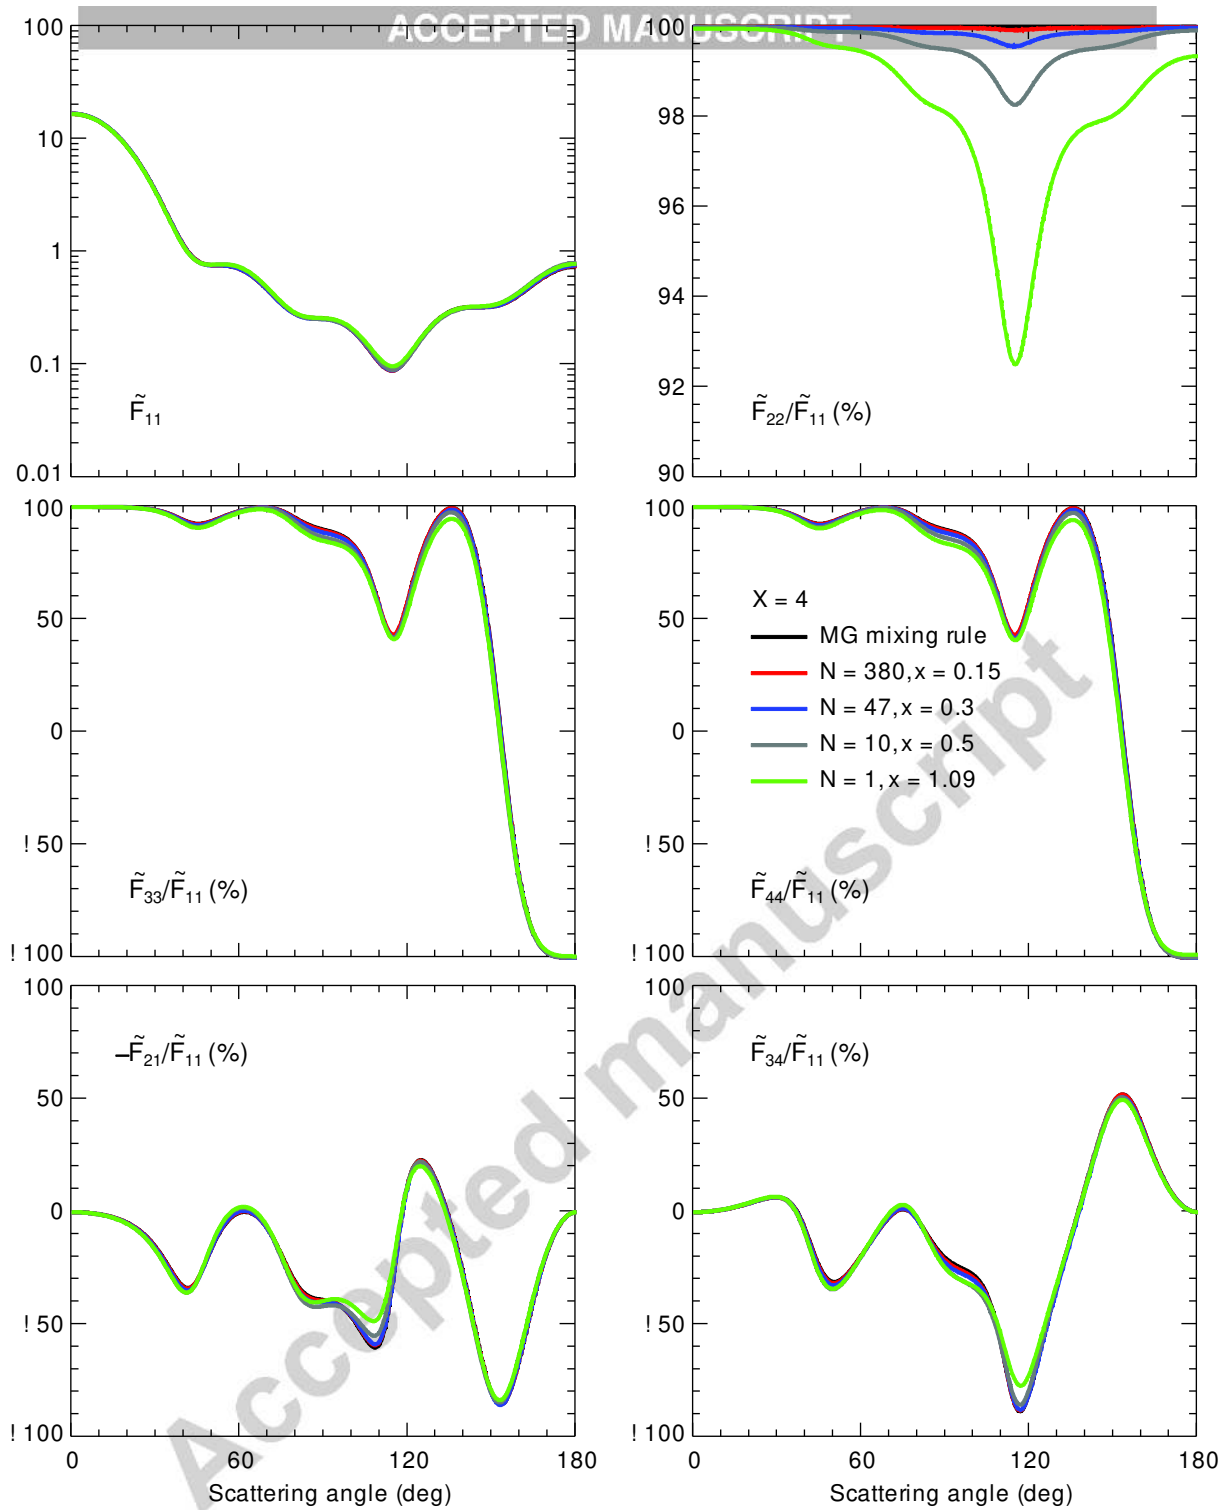 ACCEPTED MANUSCRIPT
100
10
1
0.1
0.01
F̃11
100
98
96
94
92
90
F̃22/F̃11 (%)
100
50
0
! 50
! 100
F̃33/F̃11 (%)
X = 4
MG mixing rule
N = 380, x = 0.15
N = 47, x = 0.3
N = 10, x = 0.5
N = 1, x = 1.09
F̃44/F̃11 (%)
100
50
0
! 50
! 100
–F̃21/F̃11 (%)
0 60 120 180
Scattering angle (deg)
100
50
0
! 50
! 100
F̃34/F̃11 (%)
0 60 120 180
Scattering angle (deg)
100
50
0
! 50
! 100
Accepted manuscript